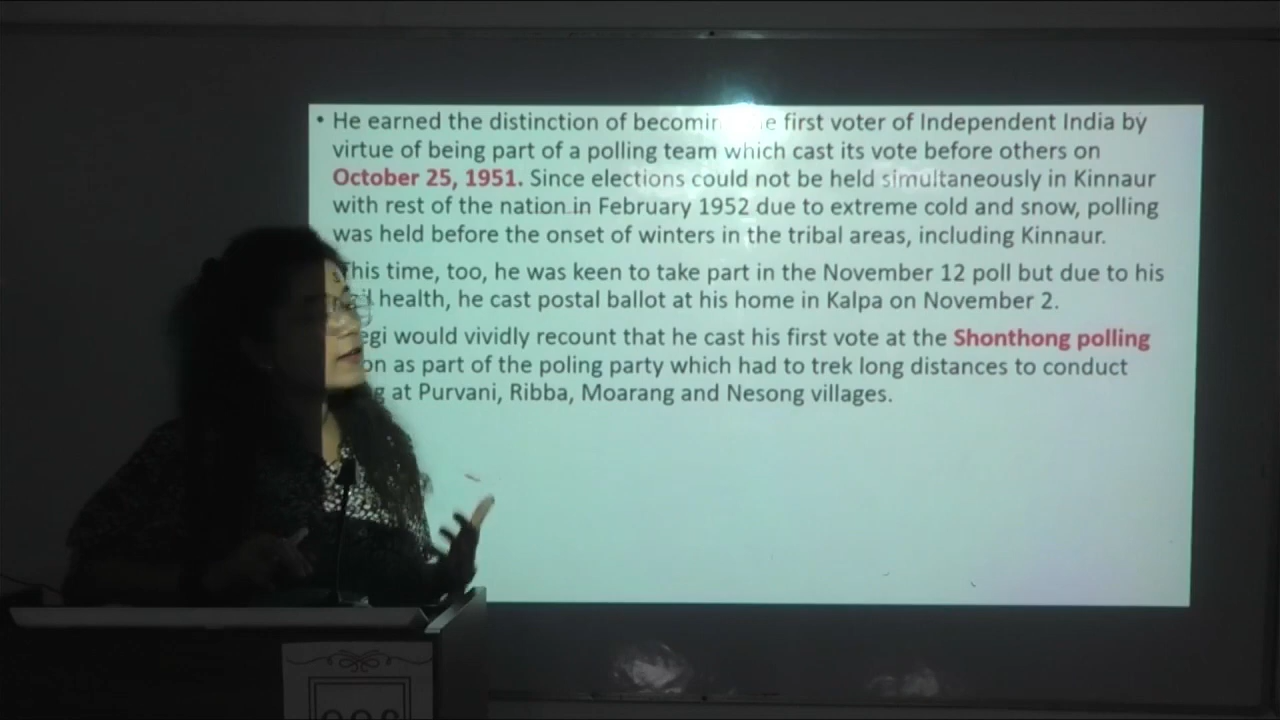 • He earned the distinction of becomin e first voter of Independent India by
virtue of being part of a polling team which cast its vote before others on
October 25, 1951. Since elections could not be held simultaneously in Kinnaur
with rest of the nation in February 1952 due to extreme cold and snow, polling
was held before the onset of winters in the tribal areas, including Kinnaur.
This time, too, he was keen to take part in the November 12 poll but due to his
health, he cast postal ballot at his home in Kalpa on November 2.
egi would vividly recount that he cast his first vote at the Shonthong polling
on as part of the poling party which had to trek long distances to conduct
g at Purvani, Ribba, Moarang and Nesong villages.